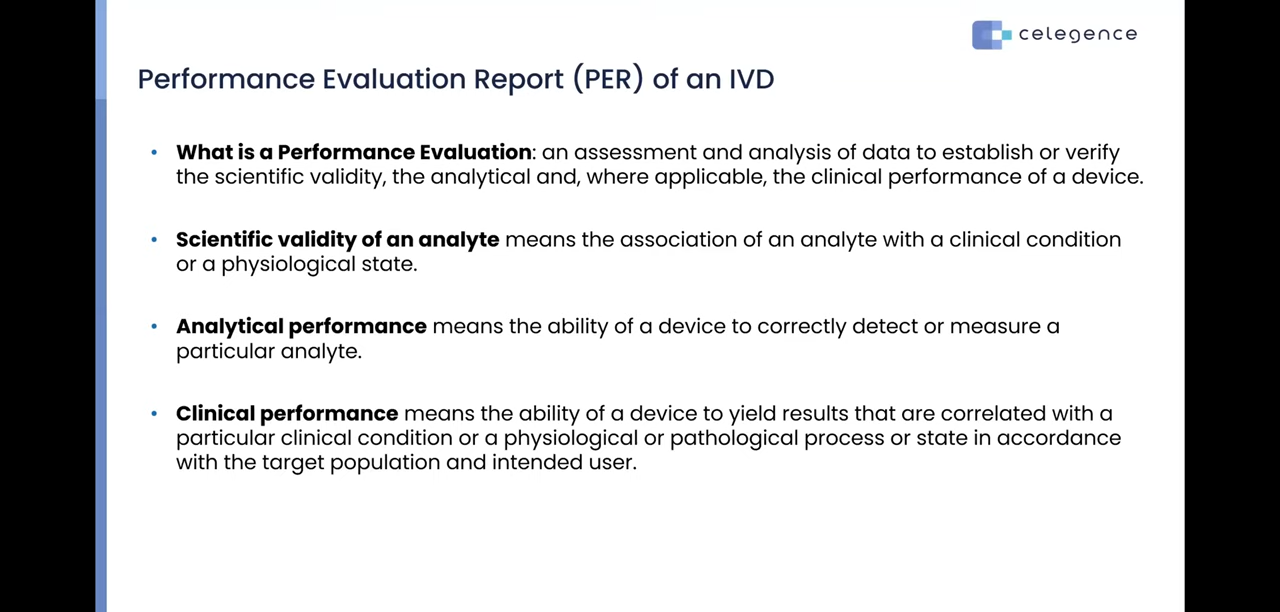 celegence
Performance Evaluation Report (PER) of an IVD
• What is a Performance Evaluation: an assessment and analysis of data to establish or verify
the scientific validity, the analytical and, where applicable, the clinical performance of a device.
• Scientific validity of an analyte means the association of an analyte with a clinical condition
or a physiological state.
• Analytical performance means the ability of a device to correctly detect or measure a
particular analyte.
• Clinical performance means the ability of a device to yield results that are correlated with a
particular clinical condition or a physiological or pathological process or state in accordance
with the target population and intended user.